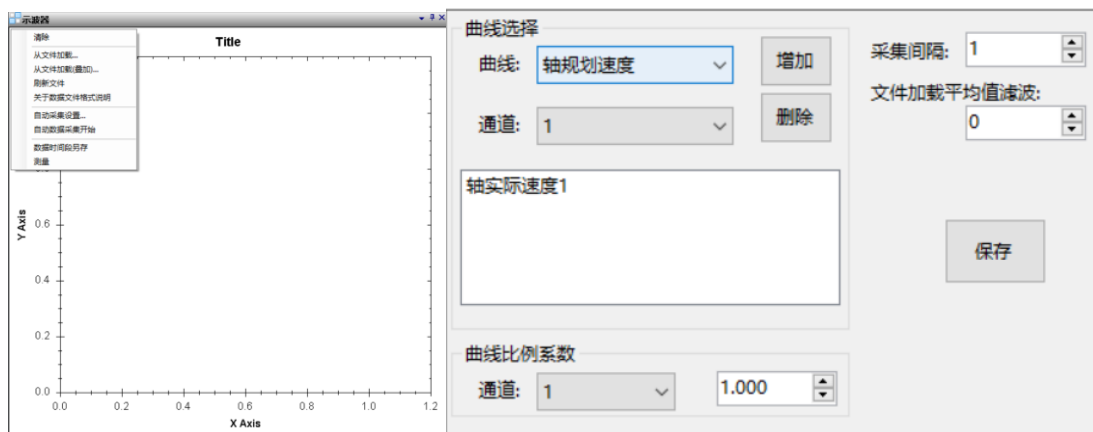 示波器
清除
从文件加载...
从文件加载(叠加)...
刷新文件
关于数据文件格式说明
自动采集设置...
自动数据采集开始
数据时间段另存
测量
Title
Y Axis
0.6
0.4
0.2
0.0
0.0 0.2 0.4 0.6 0.8 1.0 1.2
X Axis
曲线选择
曲线: 轴规划速度 增加
通道: 1 删除
轴实际速度1
曲线比例系数
通道: 1 1.000
采集间隔: 1
文件加载平均值滤波:
0
保存